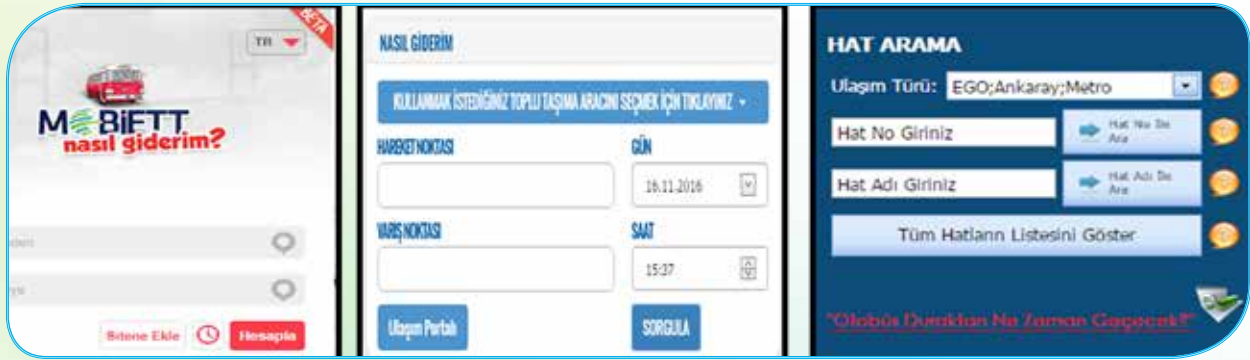 BETA
TR
MOBiETT
nasıl giderim?
Sitene Ekle
Hesapla
NASIL GİDERİM
KULLANMAK İSTEDİĞİNİZ TOPLU TAŞIMA ARACINI SEÇMEK İÇİN TIKLAYINIZ
HAREKET NOKTASI
GÜN
16.11.2016
VARIŞ NOKTASI
SAAT
15:37
Ulaşım Portalı
SORGULA
HAT ARAMA
Ulaşım Türü: EGO;Ankaray;Metro
Hat No Giriniz
Hat No İle
Ara
Hat Adı Giriniz
Hat Adı İle
Ara
Tüm Hatların Listesini Göster
"Otobüs Duraktan Ne Zaman Geçecek?"